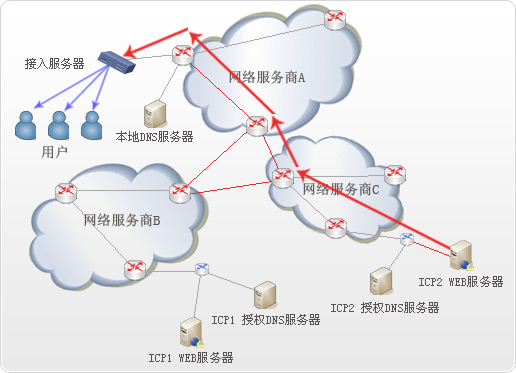 接入服务器
网络服务商A
用户
本地DNS服务器
网络服务商B
网络服务商C
ICP2 WEB服务器
ICP1 授权DNS服务器
ICP2 授权DNS服务器
ICP1 WEB服务器